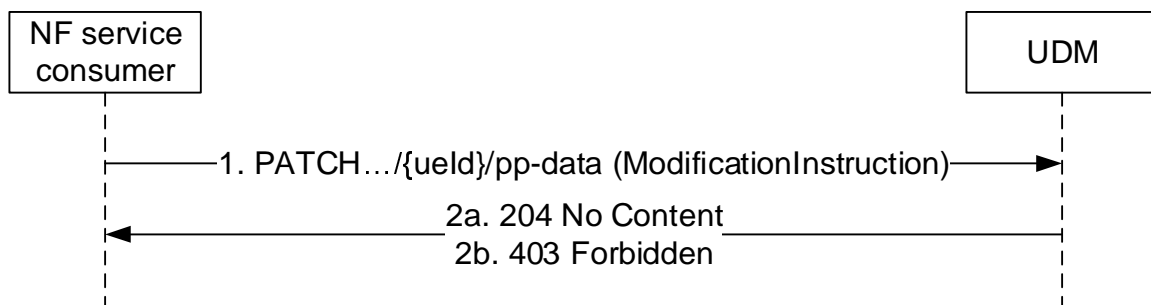 NF service
consumer
UDM
1. PATCH…/{ueId}/pp-data (ModificationInstruction)
2a. 204 No Content
2b. 403 Forbidden